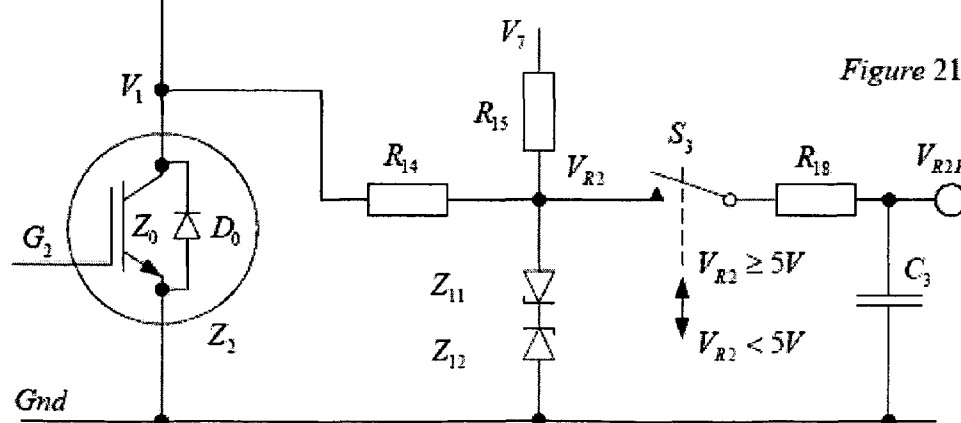 V7
Figure 21
V1
R15
S3
R14
VR2
R18
G2
Z0
D0
Z11
VR2 ≥ 5V
C3
Z2
Z12
VR2 < 5V
Gnd